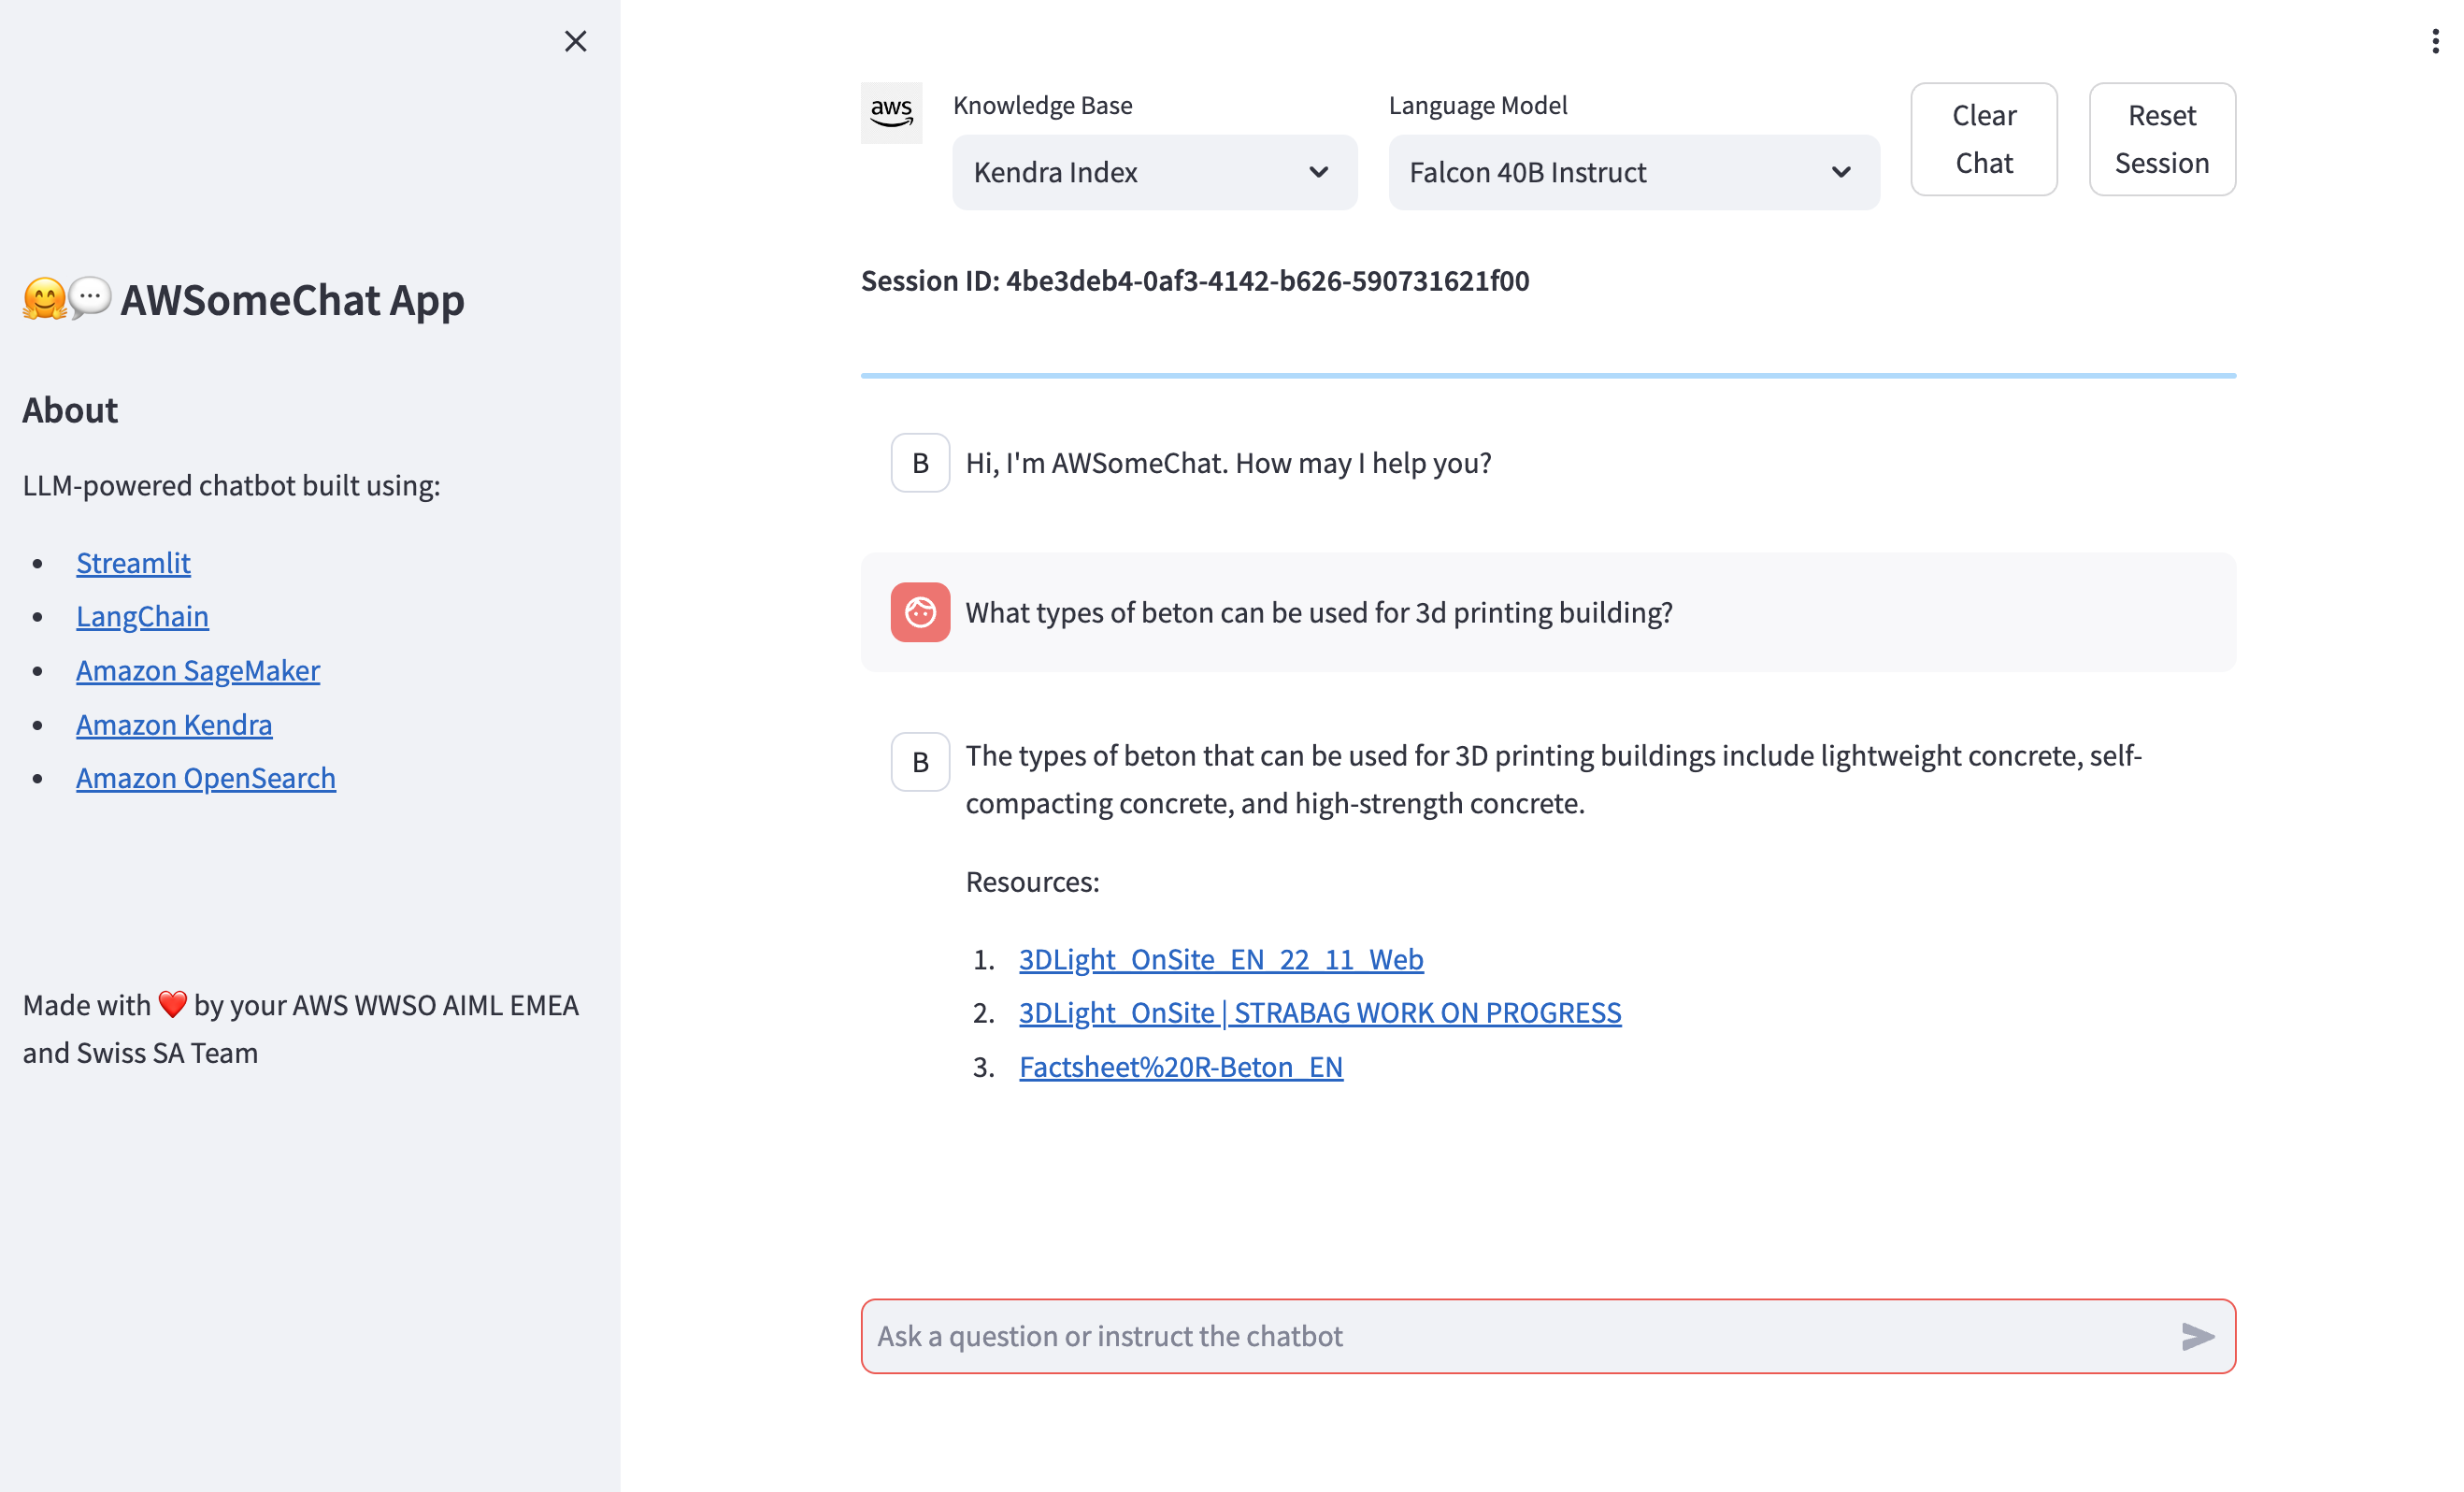 🤗💬 AWSomeChat App
About
LLM-powered chatbot built using:
• Streamlit
• LangChain
• Amazon SageMaker
• Amazon Kendra
• Amazon OpenSearch
Made with ❤️ by your AWS WWSO AIML EMEA
and Swiss SA Team
aws
Knowledge Base
Kendra Index
Language Model
Falcon 40B Instruct
Clear
Chat
Reset
Session
Session ID: 4be3deb4-0af3-4142-b626-590731621f00
B
Hi, I'm AWSomeChat. How may I help you?
What types of beton can be used for 3d printing building?
B
The types of beton that can be used for 3D printing buildings include lightweight concrete, self-
compacting concrete, and high-strength concrete.
Resources:
1. 3DLight_OnSite_EN_22_11_Web
2. 3DLight_OnSite | STRABAG WORK ON PROGRESS
3. Factsheet%20R-Beton_EN
Ask a question or instruct the chatbot